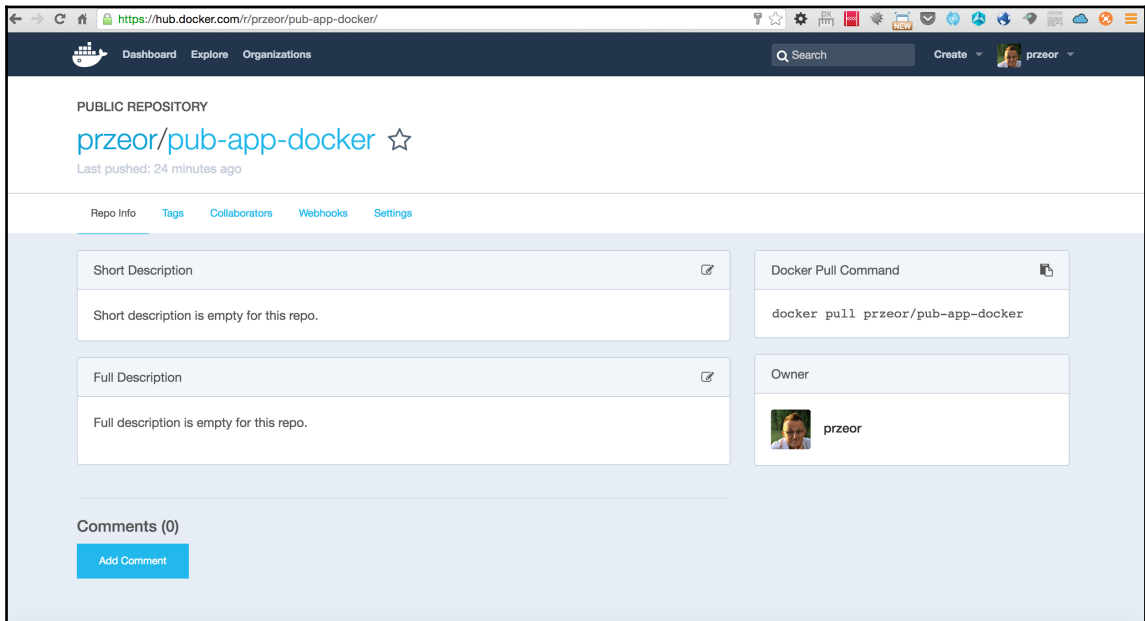 https://hub.docker.com/r/przeor/pub-app-docker/
NEW
Dashboard Explore Organizations
Search
Create
przeor
PUBLIC REPOSITORY
przeor/pub-app-docker
Last pushed: 24 minutes ago
Repo Info Tags Collaborators Webhooks Settings
Short Description
Short description is empty for this repo.
Full Description
Full description is empty for this repo.
Docker Pull Command
docker pull przeor/pub-app-docker
Owner
przeor
Comments (0)
Add Comment